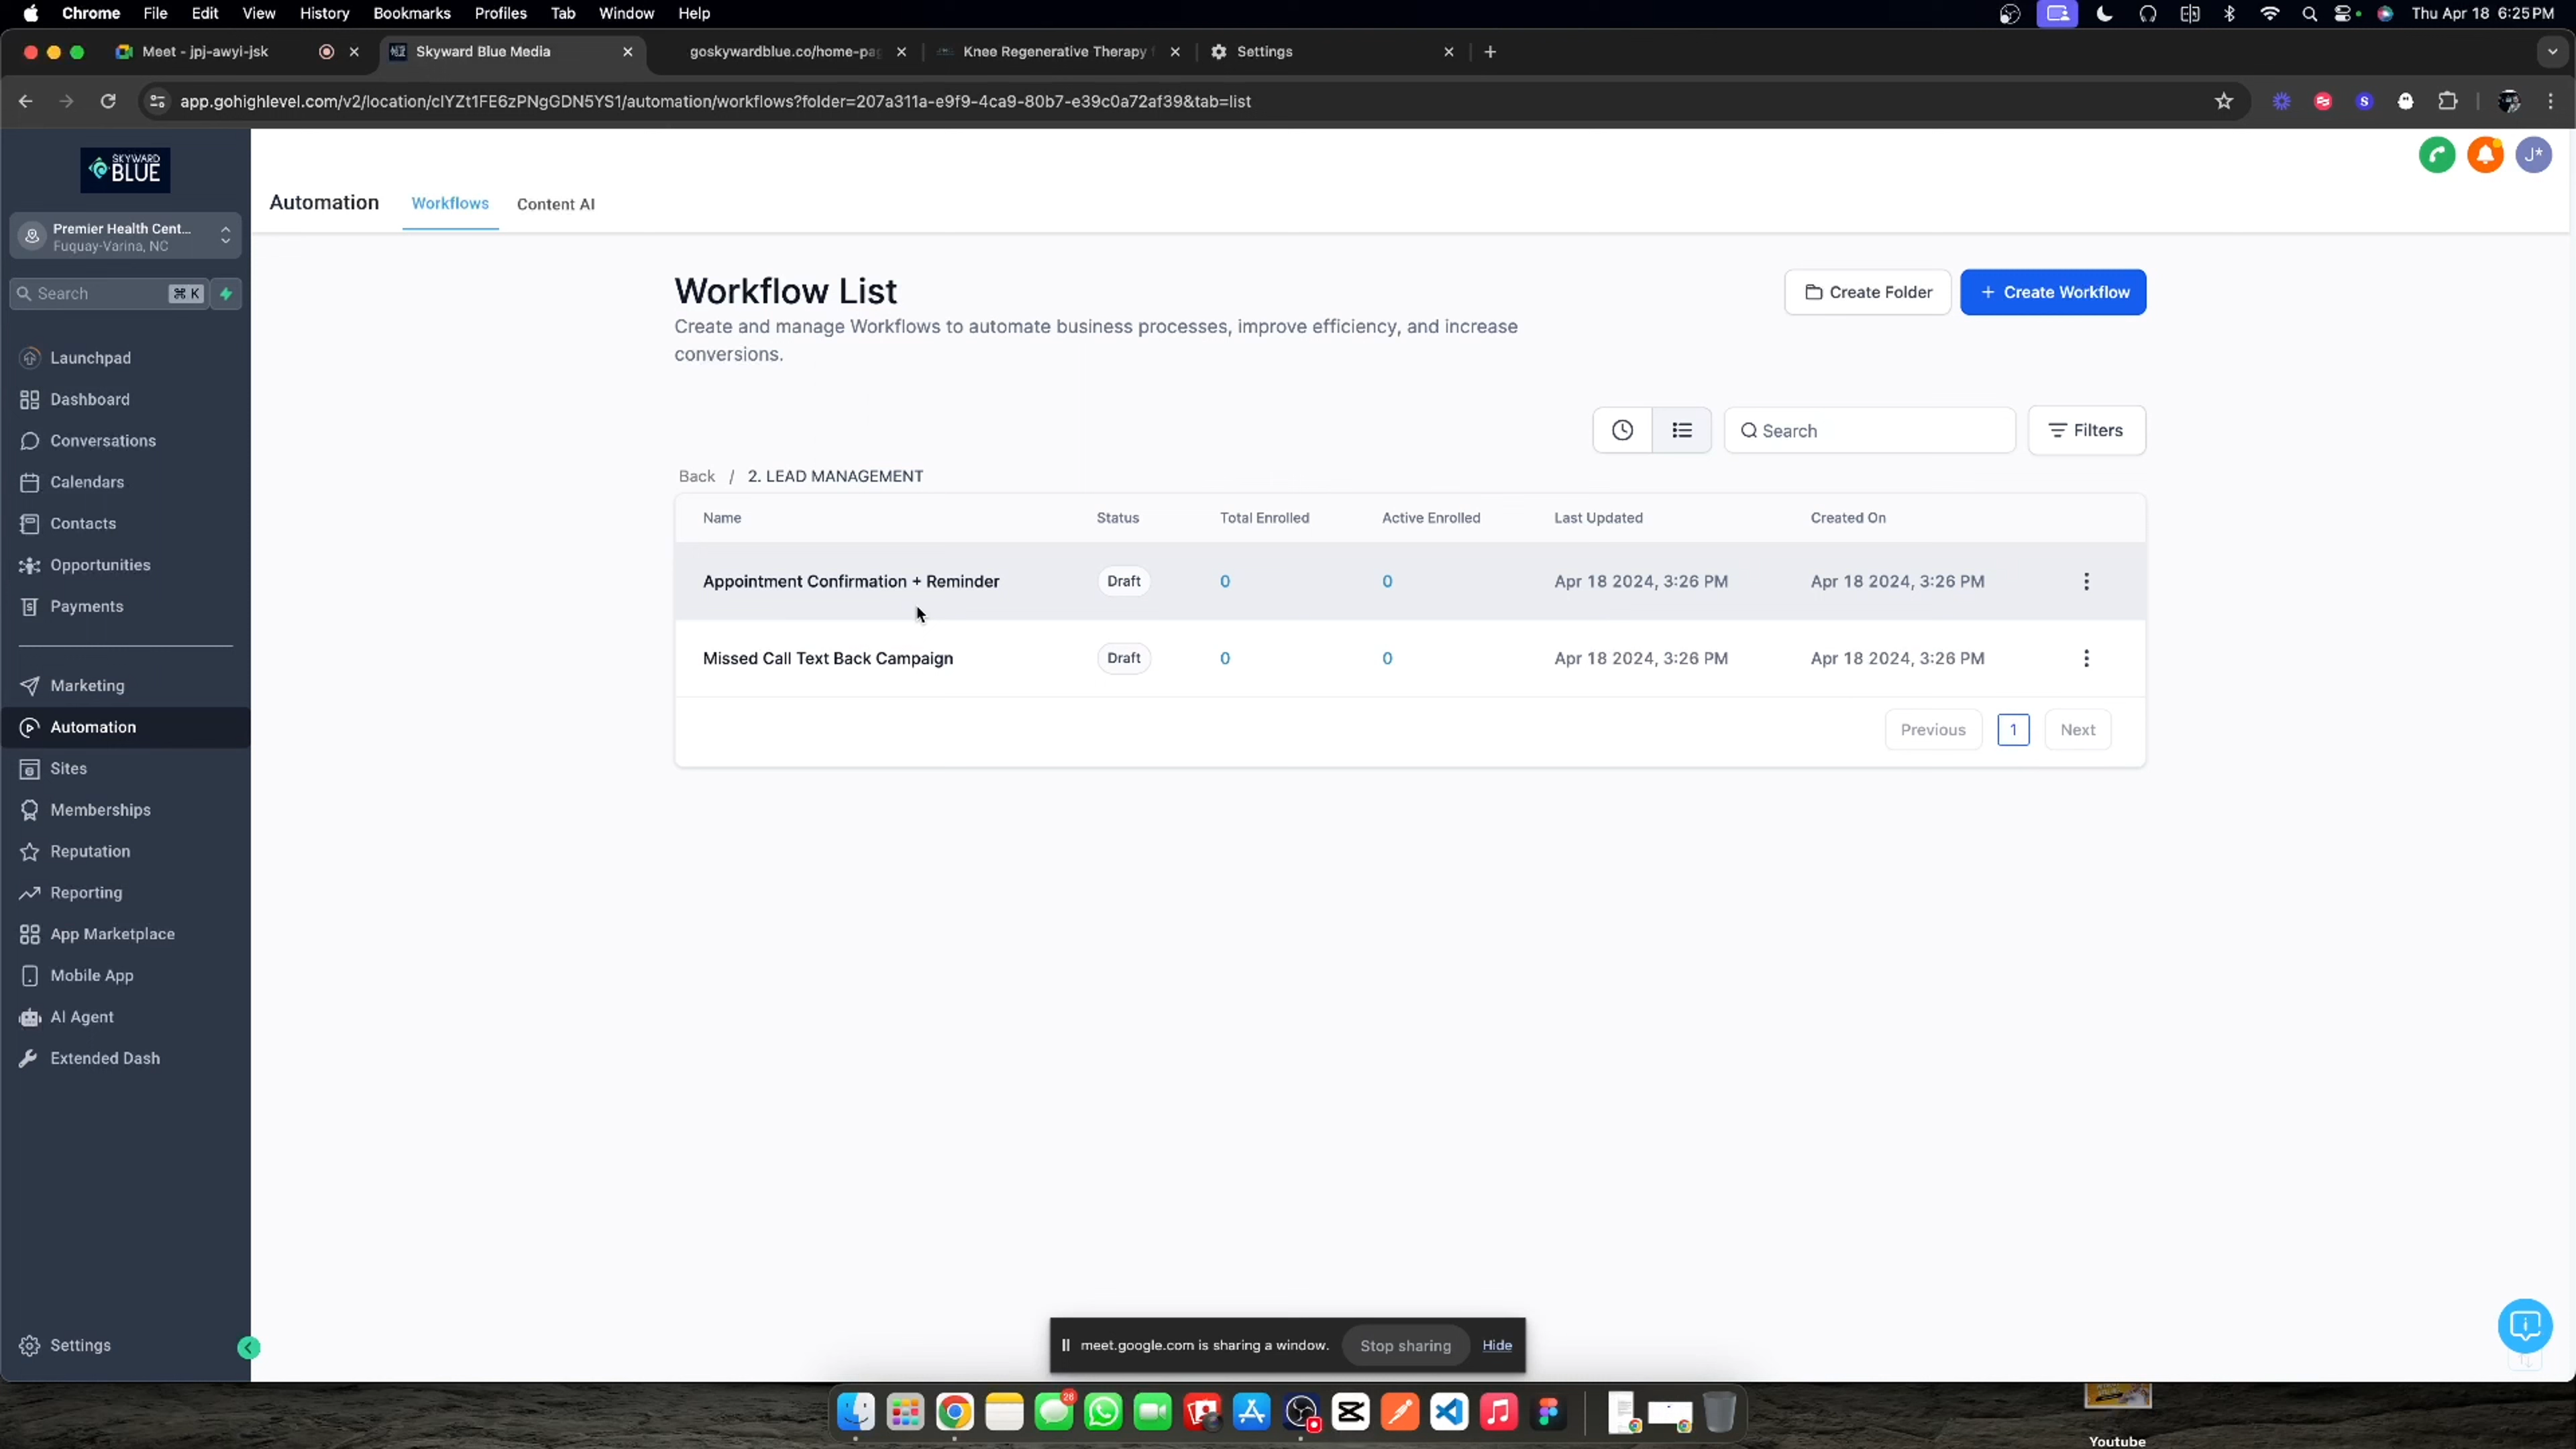 Chrome File Edit View History Bookmarks Profiles Tab Window Help Thu Apr 18 6:25 PM
Meet - jpj-awyi-jsk Skyward Blue Media goskywardblue.co/home-pag Knee Regenerative Therapy Settings
app.gohighlevel.com/v2/location/cIYZt1FE6zPNgGDN5YS1/automation/workflows?folder=207a311a-e9f9-4ca9-80b7-e39c0a72af39&tab=list
SKYWARD
BLUE
J*
Premier Health Cent...
Fuquay-Varina, NC
Automation Workflows Content AI
Search ⌘ K
Launchpad
Dashboard
Conversations
Calendars
Contacts
Opportunities
Payments
Marketing
Automation
Sites
Memberships
Reputation
Reporting
App Marketplace
Mobile App
AI Agent
Extended Dash
Settings
Workflow List
Create and manage Workflows to automate business processes, improve efficiency, and increase
conversions.
Create Folder + Create Workflow
Search Filters
Back / 2. LEAD MANAGEMENT
Name Status Total Enrolled Active Enrolled Last Updated Created On
Appointment Confirmation + Reminder Draft 0 0 Apr 18 2024, 3:26 PM Apr 18 2024, 3:26 PM
Missed Call Text Back Campaign Draft 0 0 Apr 18 2024, 3:26 PM Apr 18 2024, 3:26 PM
Previous 1 Next
meet.google.com is sharing a window. Stop sharing Hide
28
Youtube